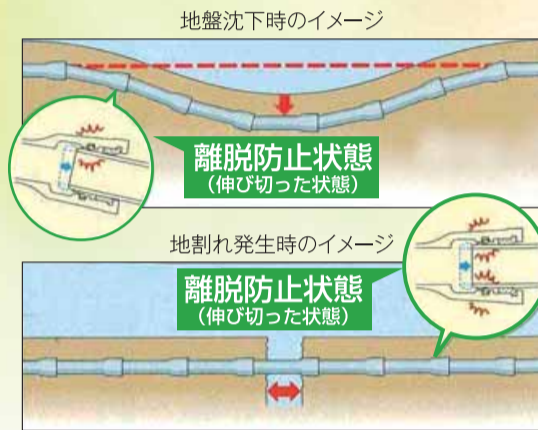 地盤沈下時のイメージ
離脱防止状態
(伸び切った状態)
地割れ発生時のイメージ
離脱防止状態
(伸び切った状態)